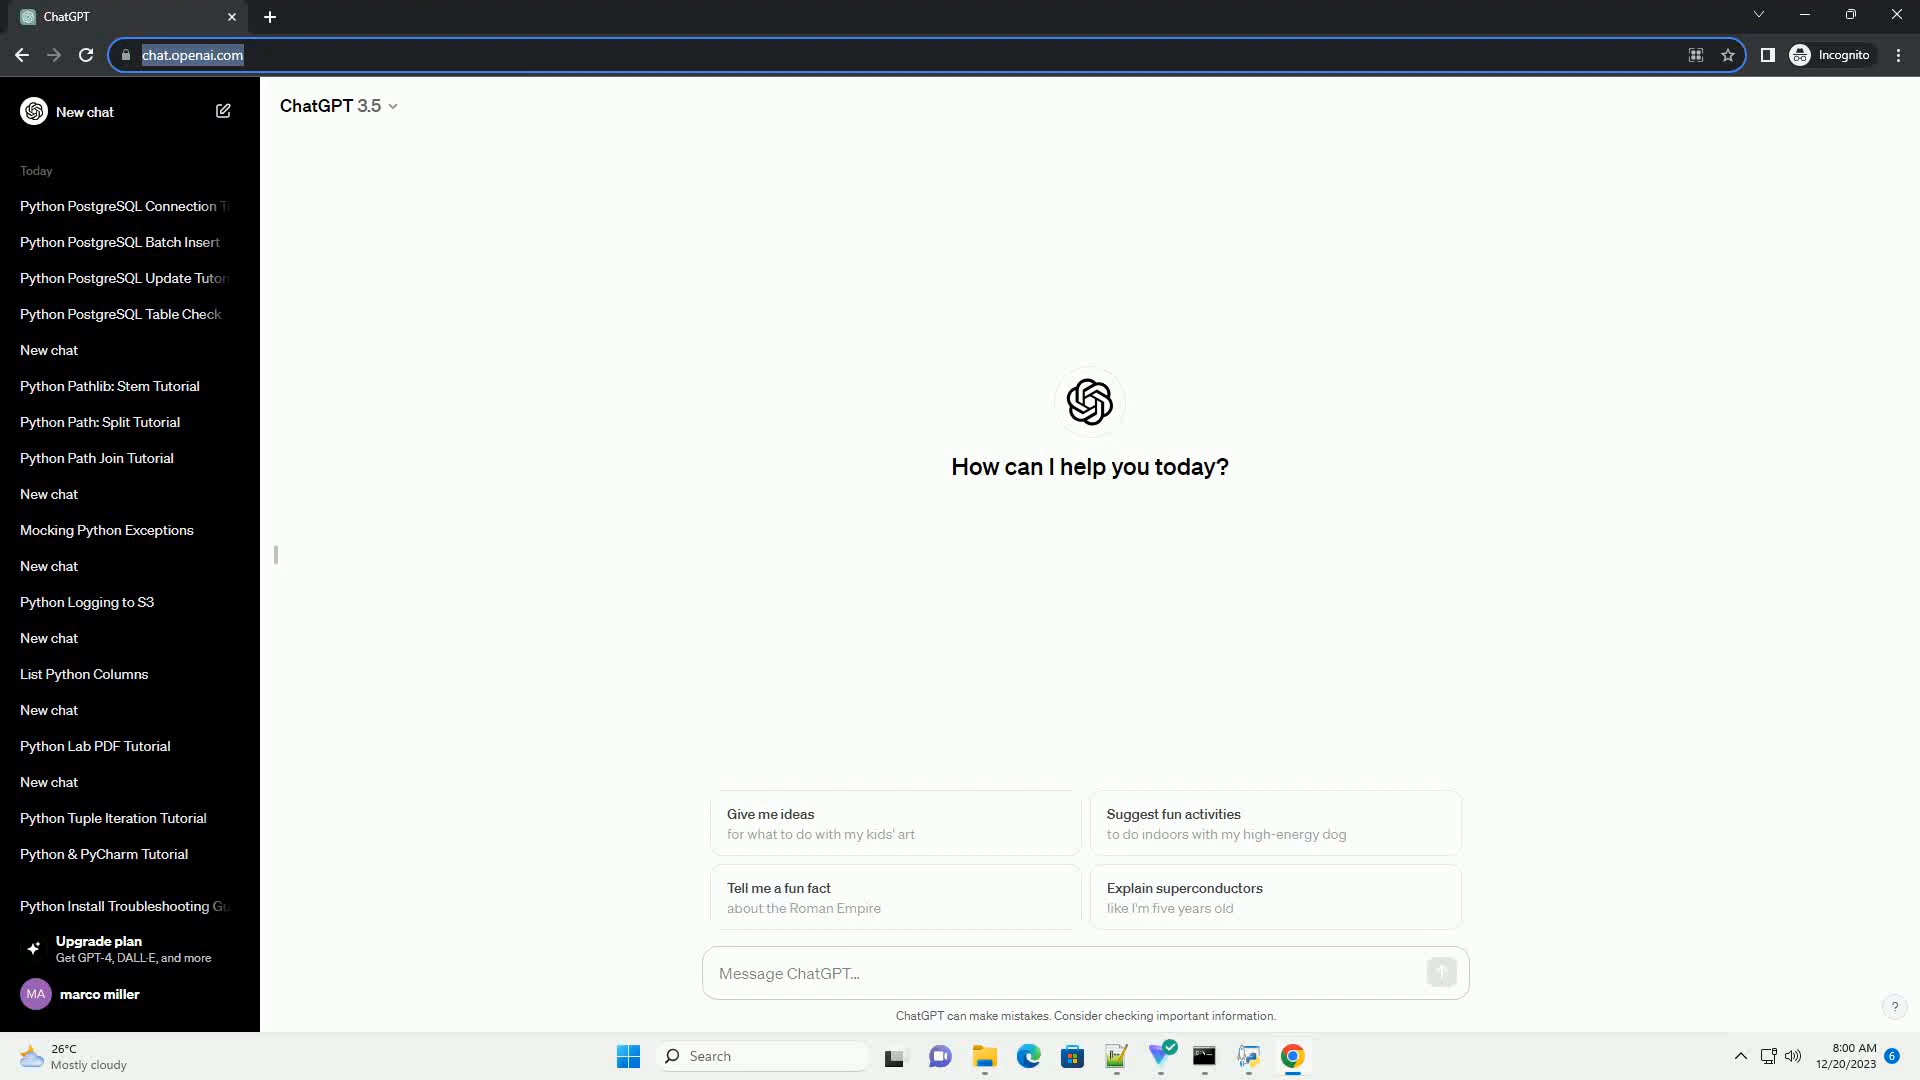 ChatGPT
chat.openai.com
Incognito
New chat
ChatGPT 3.5
Today
Python PostgreSQL Connection
Python PostgreSQL Batch Insert
Python PostgreSQL Update
Python PostgreSQL Table Check
New chat
Python Pathlib: Stem Tutorial
Python Path: Split Tutorial
Python Path Join Tutorial
New chat
Mocking Python Exceptions
New chat
Python Logging to S3
New chat
List Python Columns
New chat
Python Lab PDF Tutorial
New chat
Python Tuple Iteration Tutorial
Python & PyCharm Tutorial
Python Install Troubleshooting
Upgrade plan
Get GPT-4, DALL·E, and more
MA marco miller
How can I help you today?
Give me ideas
for what to do with my kids' art
Suggest fun activities
to do indoors with my high-energy dog
Tell me a fun fact
about the Roman Empire
Explain superconductors
like I'm five years old
Message ChatGPT...
ChatGPT can make mistakes. Consider checking important information.
?
26°C
Mostly cloudy
Search
8:00 AM
12/20/2023
6